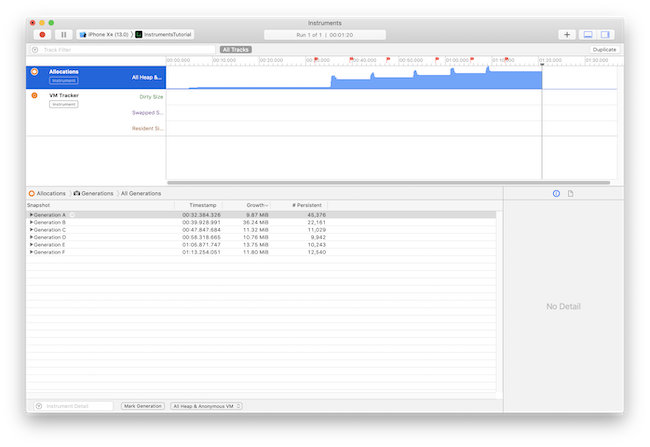 Instruments
iPhone Xe (13.0) InstrumentsTutorial
Run 1 of 1 | 00:01:20
Track Filter All Tracks Duplicate
00:00.000 00:10.000 00:20.000 00:30.000 00:40.000 00:50.000 01:00.000 01:10.000 01:20.000 01:30.000
Allocations
Instrument
All Heap &...
VM Tracker
Instrument
Dirty Size
Swapped S...
Resident Si...
Allocations Generations All Generations
Snapshot Timestamp Growth # Persistent
Generation A 00:32.384.326 9.87 MiB 45,376
Generation B 00:39.928.991 36.24 MiB 22,161
Generation C 00:47.847.684 11.32 MiB 11,029
Generation D 00:56.318.665 10.76 MiB 9,942
Generation E 01:05.871.747 13.75 MiB 10,243
Generation F 01:13.254.051 11.80 MiB 12,540
No Detail
Instrument Detail Mark Generation All Heap & Anonymous VM